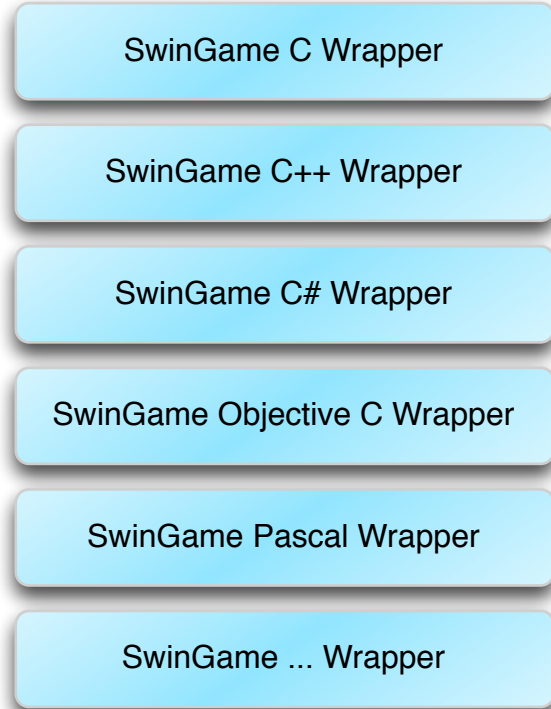 SwinGame C Wrapper
SwinGame C++ Wrapper
SwinGame C# Wrapper
SwinGame Objective C Wrapper
SwinGame Pascal Wrapper
SwinGame ... Wrapper